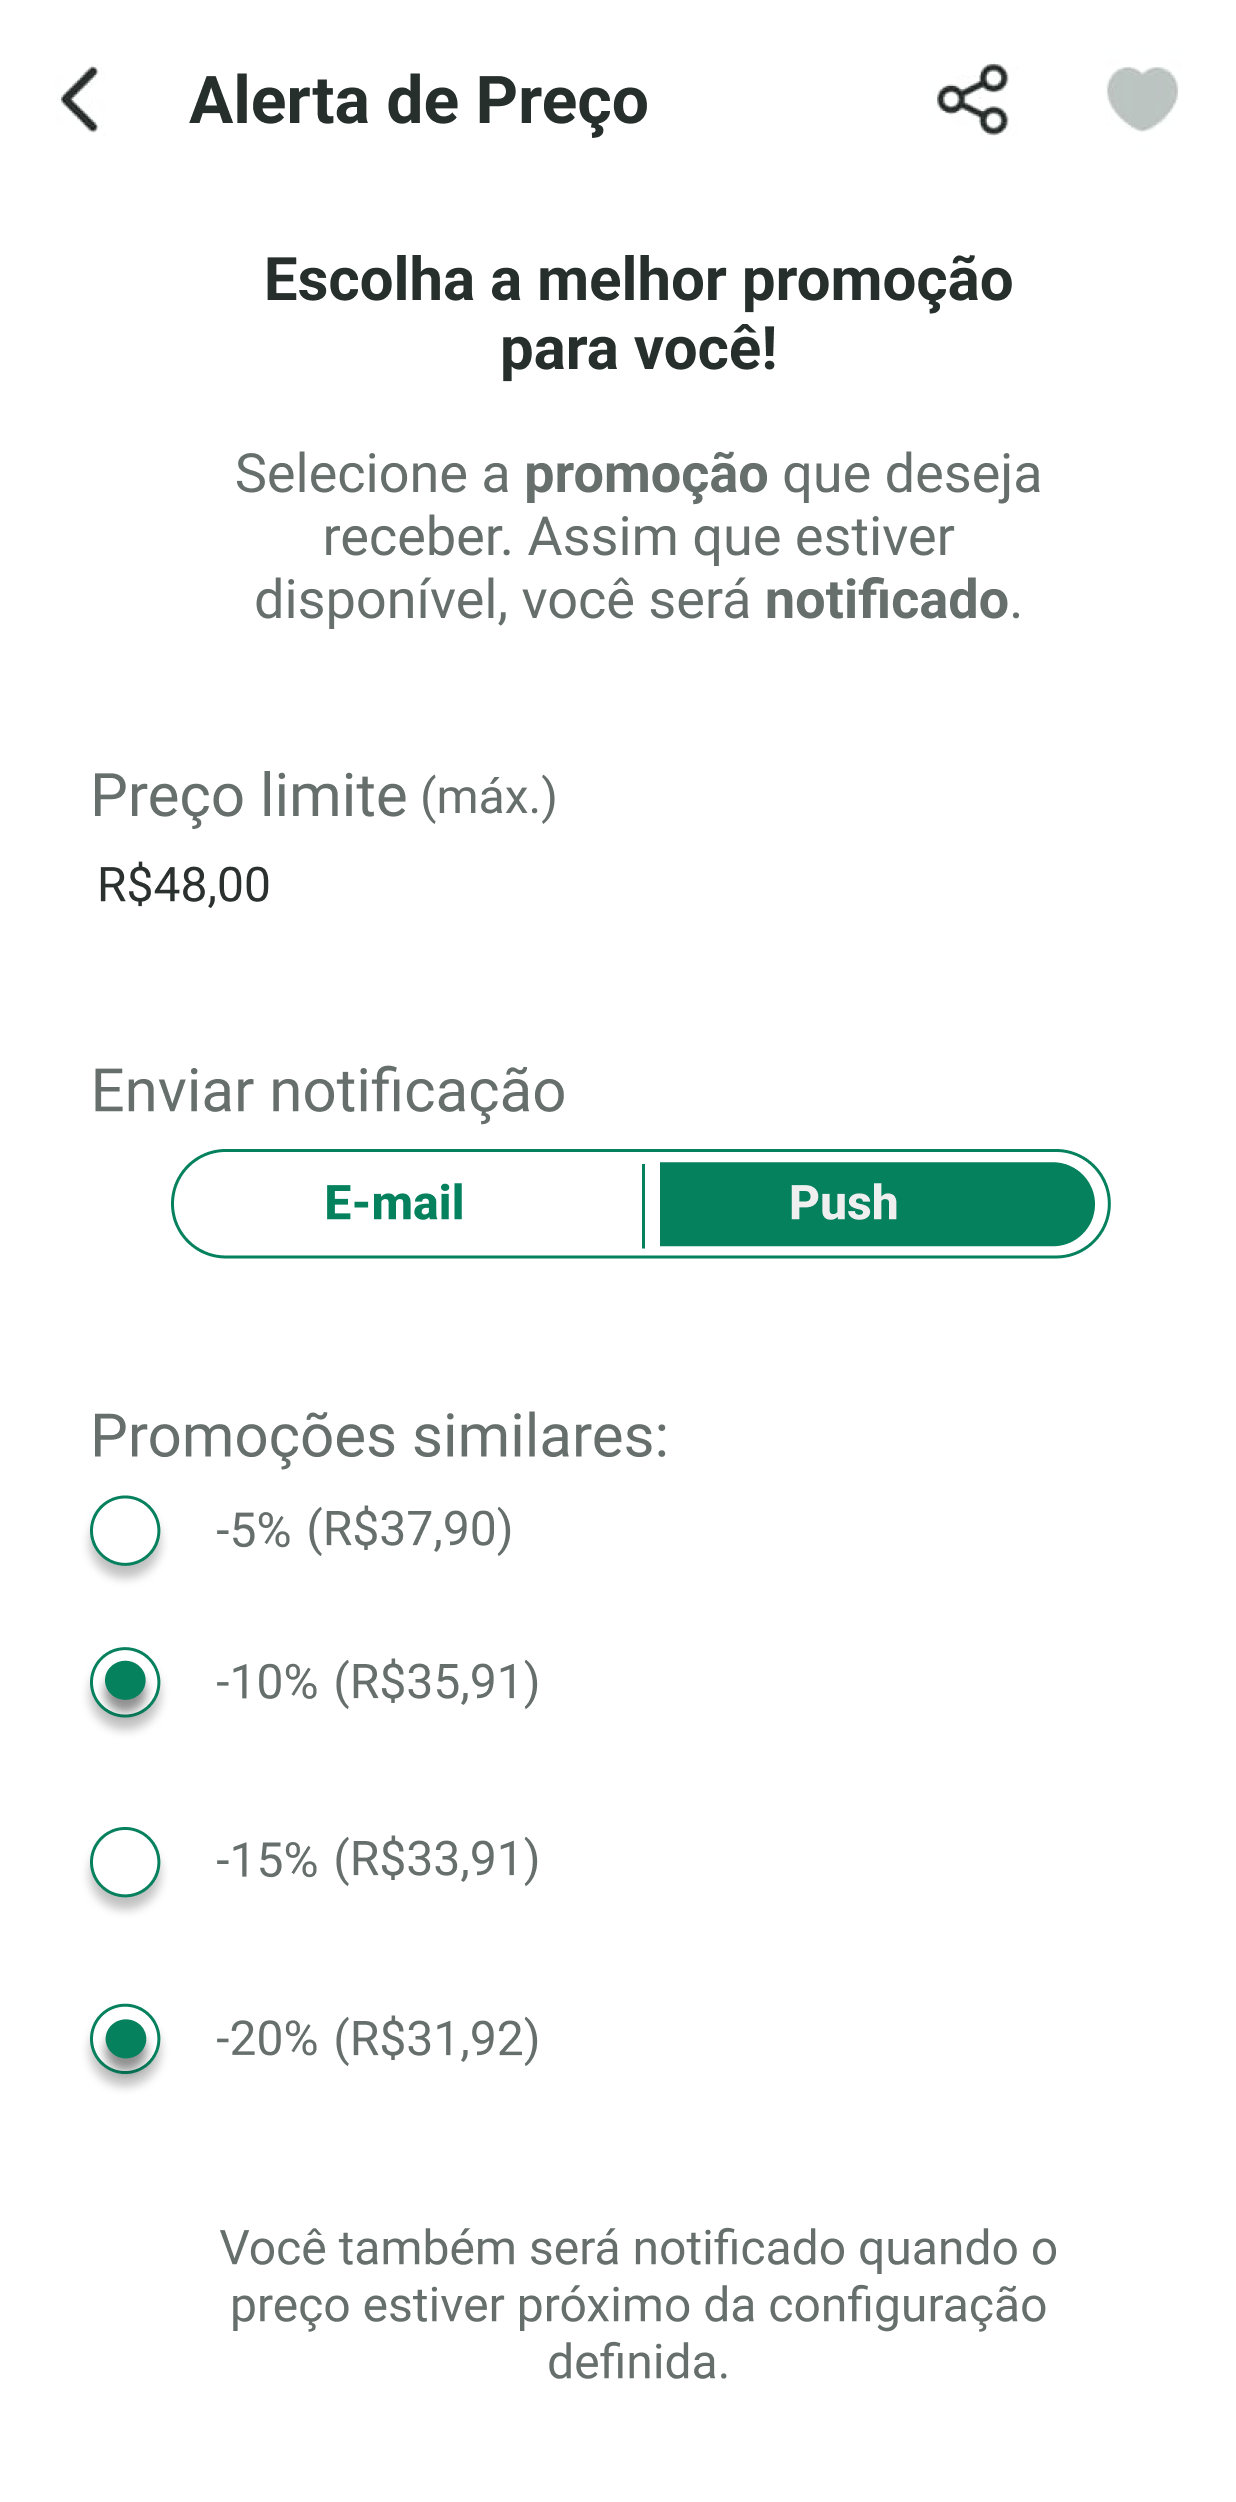 Alerta de Preço
Escolha a melhor promoção
para você!
Selecione a promoção que deseja
receber. Assim que estiver
disponível, você será notificado.
Preço limite (máx.)
R$48,00
Enviar notificação
E-mail Push
Promoções similares:
-5% (R$37,90)
-10% (R$35,91)
-15% (R$33,91)
-20% (R$31,92)
Você também será notificado quando o
preço estiver próximo da configuração
definida.